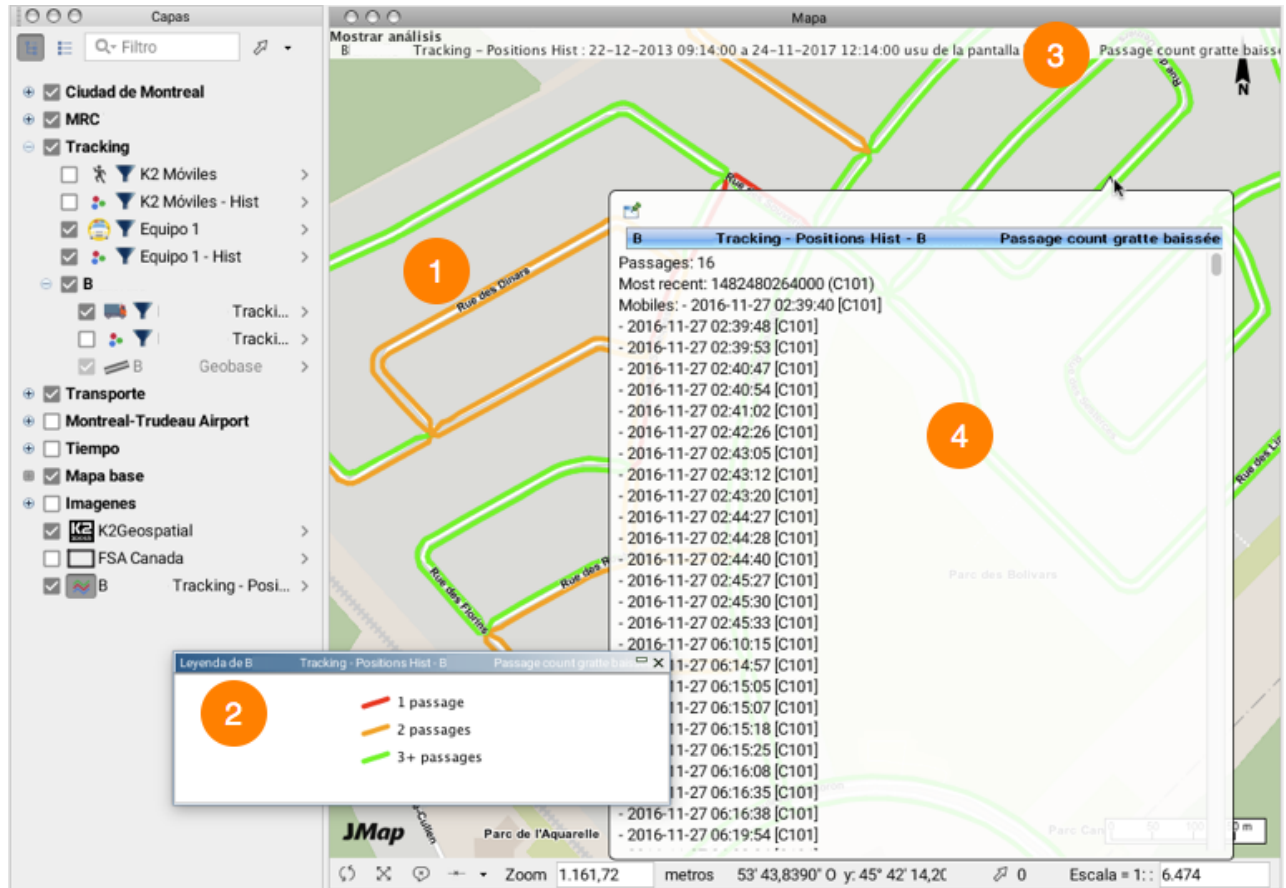 Capas
Filtro
Ciudad de Montreal
MRC
Tracking
K2 Móviles
K2 Móviles - Hist
Equipo 1
Equipo 1 - Hist
B
Tracki...
Tracki...
B Geobase
Transporte
Montreal-Trudeau Airport
Tiempo
Mapa base
Imagenes
K2Geospatial
FSA Canada
B Tracking - Posi...
Mapa
Mostrar análisis
B Tracking - Positions Hist : 22-12-2013 09:14:00 a 24-11-2017 12:14:00 usu de la pantalla
3
Passage count gratte baissé
N
1
Rue des Dinars
B Tracking - Positions Hist - B Passage count gratte baissée
Passages: 16
Most recent: 1482480264000 (C101)
Mobiles: - 2016-11-27 02:39:40 [C101]
- 2016-11-27 02:39:48 [C101]
- 2016-11-27 02:39:53 [C101]
- 2016-11-27 02:40:47 [C101]
- 2016-11-27 02:40:54 [C101]
- 2016-11-27 02:41:02 [C101]
- 2016-11-27 02:42:26 [C101]
- 2016-11-27 02:43:05 [C101]
- 2016-11-27 02:43:12 [C101]
- 2016-11-27 02:43:20 [C101]
- 2016-11-27 02:44:27 [C101]
- 2016-11-27 02:44:28 [C101]
- 2016-11-27 02:44:40 [C101]
- 2016-11-27 02:45:27 [C101]
- 2016-11-27 02:45:30 [C101]
- 2016-11-27 02:45:33 [C101]
- 2016-11-27 06:10:15 [C101]
11-27 06:14:57 [C101]
11-27 06:15:05 [C101]
11-27 06:15:07 [C101]
11-27 06:15:18 [C101]
11-27 06:15:25 [C101]
11-27 06:16:08 [C101]
11-27 06:16:35 [C101]
- 2016-11-27 06:16:38 [C101]
- 2016-11-27 06:19:54 [C101]
4
Parc des Bolivars
Rue des Florins
Leyenda de B Tracking - Positions Hist - B Passage count gratte baissée
2
1 passage
2 passages
3+ passages
JMap
Parc de l'Aquarelle
50 100
Zoom 1.161,72 metros 53' 43,8390" O y: 45° 42' 14,20 0 Escala = 1: : 6.474